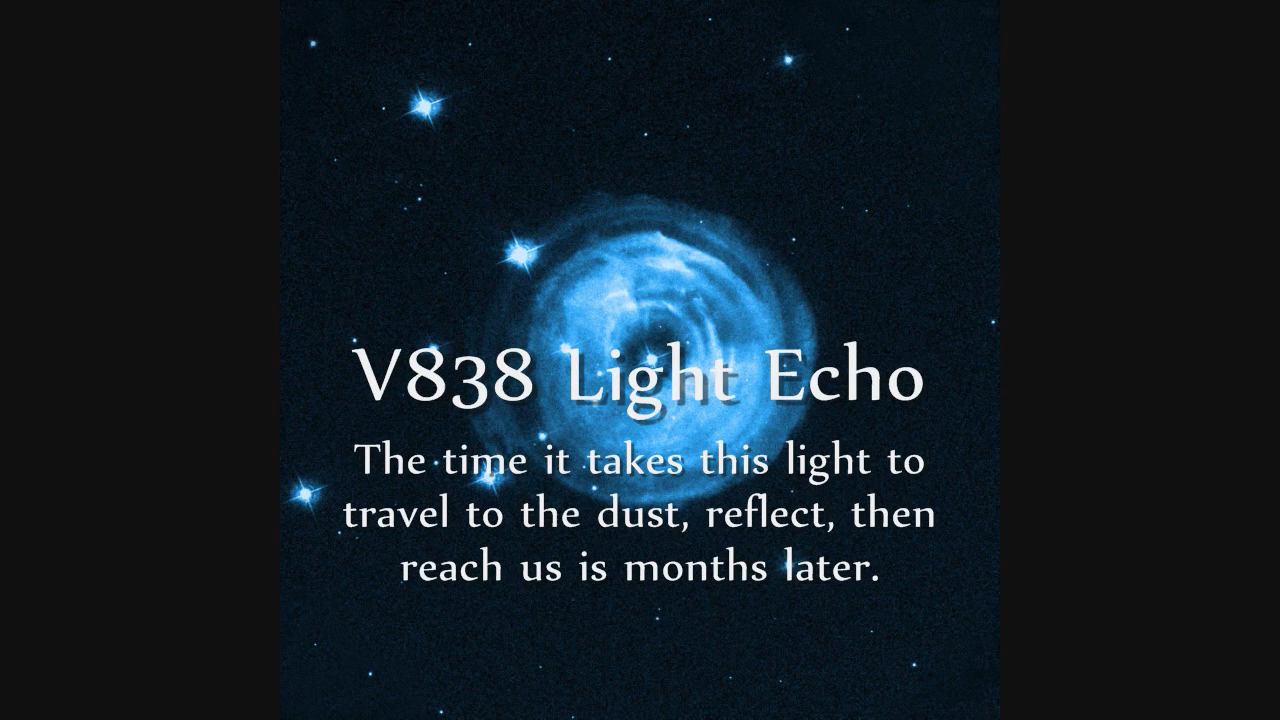 V838 Light Echo
The time it takes this light to
travel to the dust, reflect, then
reach us is months later.